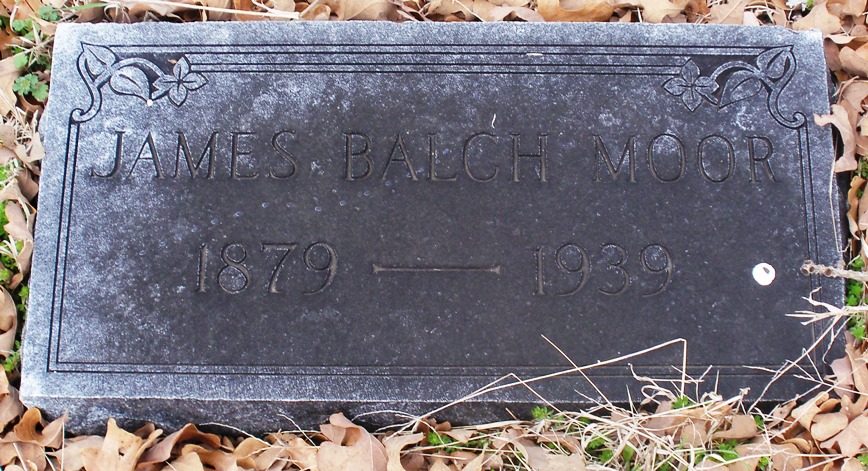 JAMES BALCH MOOR
1879 — 1939